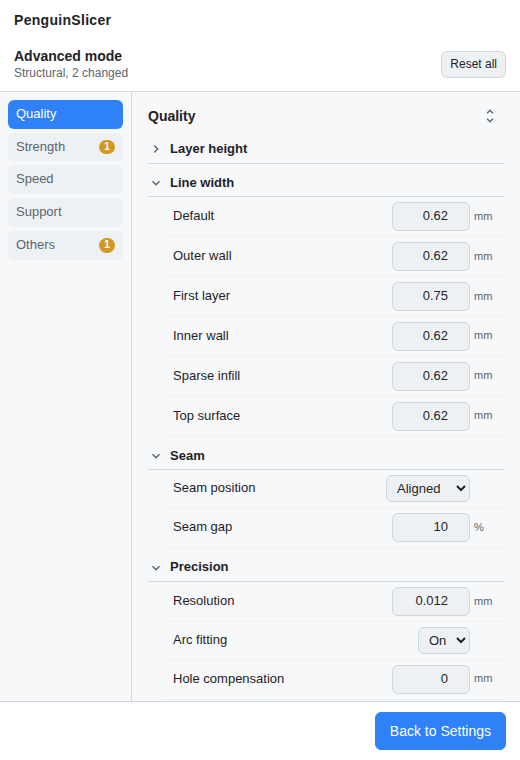 PenguinSlicer
Advanced mode
Structural, 2 changed
Reset all
Quality
Strength 1
Speed
Support
Others 1
Quality
Layer height
Line width
Default 0.62 mm
Outer wall 0.62 mm
First layer 0.75 mm
Inner wall 0.62 mm
Sparse infill 0.62 mm
Top surface 0.62 mm
Seam
Seam position Aligned
Seam gap 10 %
Precision
Resolution 0.012 mm
Arc fitting On
Hole compensation 0 mm
Back to Settings